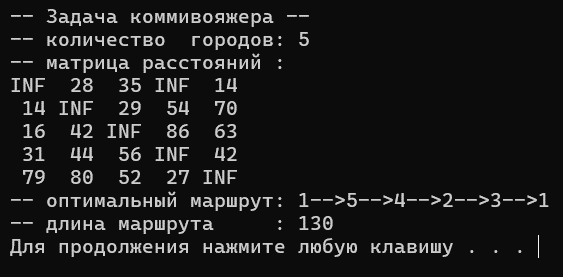 -- Задача коммивояжера --
-- количество  городов: 5
-- матрица расстояний :
INF  28  35 INF  14
 14 INF  29  54  70
 16  42 INF  86  63
 31  44  56 INF  42
 79  80  52  27 INF
-- оптимальный маршрут: 1-->5-->4-->2-->3-->1
-- длина маршрута     : 130
Для продолжения нажмите любую клавишу . . .